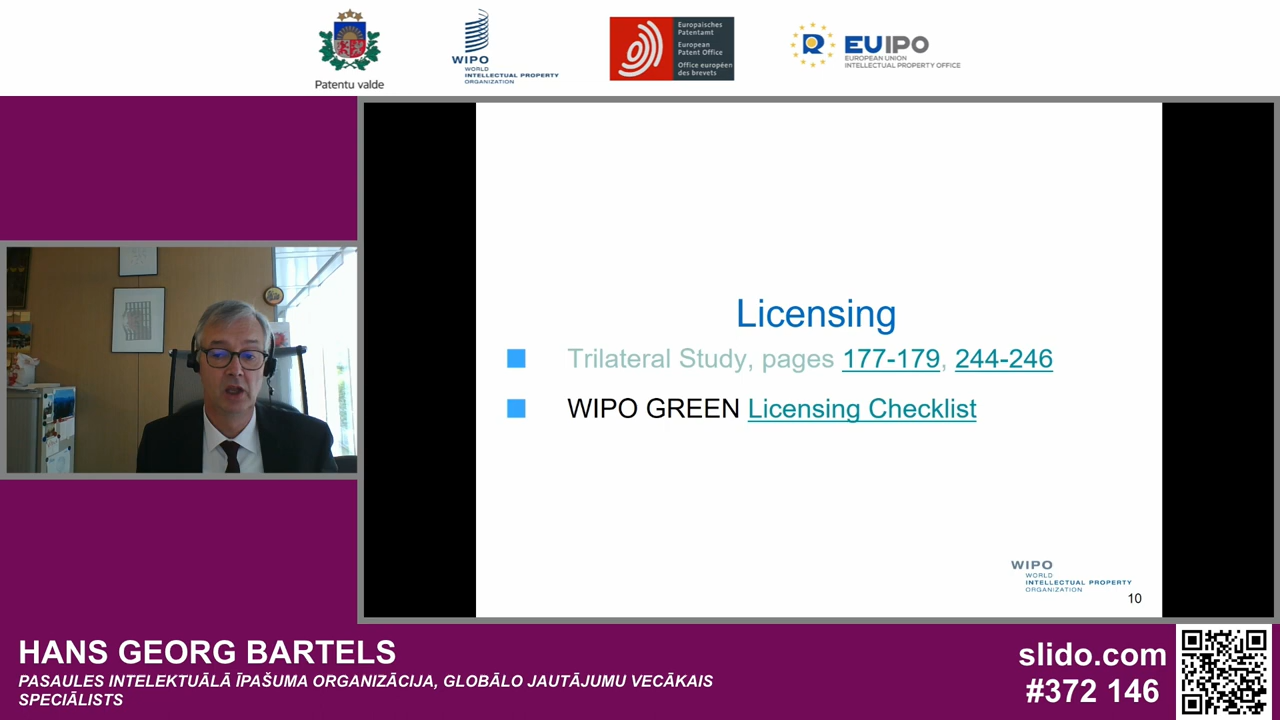 Patentu valde
WIPO
WORLD
INTELLECTUAL PROPERTY
ORGANIZATION
Europäisches
Patentamt
European
Patent Office
Office européen
des brevets
EUIPO
EUROPEAN UNION
INTELLECTUAL PROPERTY OFFICE
Licensing
Trilateral Study, pages 177-179, 244-246
WIPO GREEN Licensing Checklist
WIPO
WORLD
INTELLECTUAL PROPERTY
ORGANIZATION
10
HANS GEORG BARTELS
PASAULES INTELEKTUĀLĀ ĪPAŠUMA ORGANIZĀCIJA, GLOBĀLO JAUTĀJUMU VECĀKAIS
SPECIĀLISTS
slido.com
#372 146